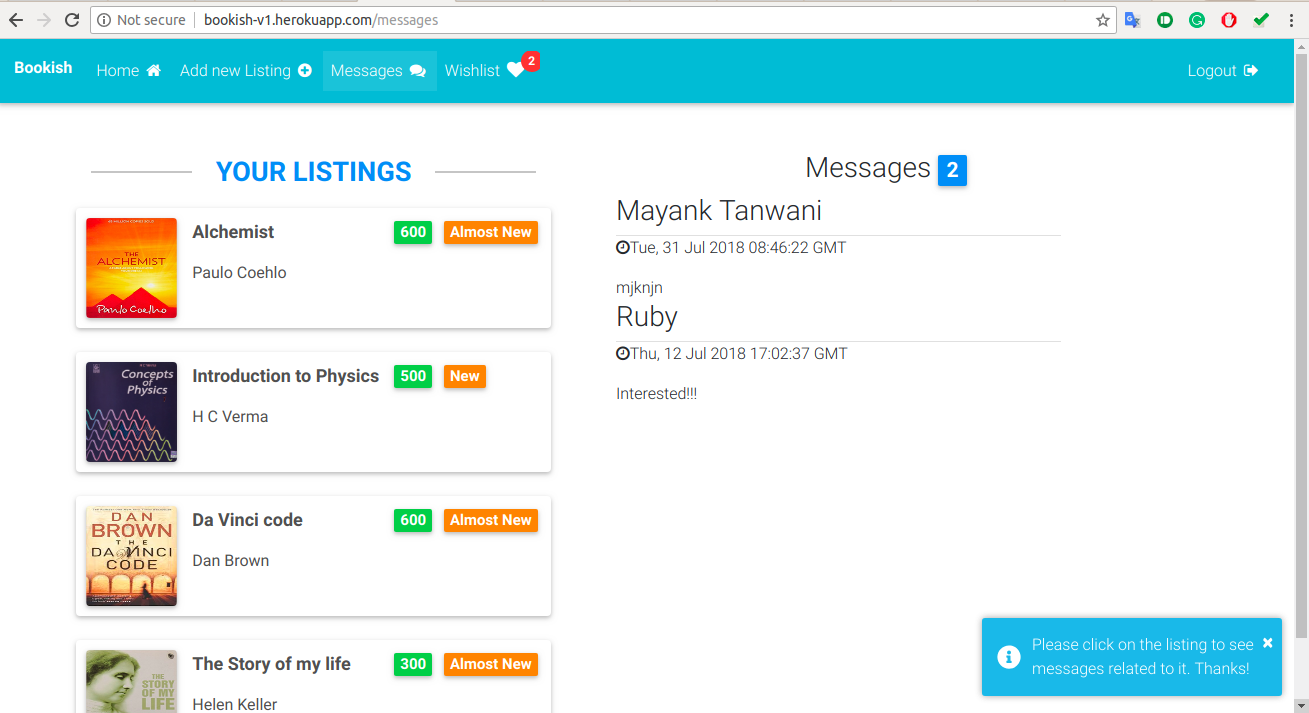 Not secure | bookish-v1.herokuapp.com/messages
Bookish Home Add new Listing Messages Wishlist 2 Logout
YOUR LISTINGS
Alchemist 600 Almost New
Paulo Coehlo
THE
ALCHEMIST
Paulo Coelho
Introduction to Physics 500 New
H C Verma
Concepts
of
Physics
Da Vinci code 600 Almost New
Dan Brown
DAN
BROWN
THE
DA VINCI
CODE
The Story of my life 300 Almost New
Helen Keller
THE
STORY
OF MY
LIFE
Messages 2
Mayank Tanwani
Tue, 31 Jul 2018 08:46:22 GMT
mjknjn
Ruby
Thu, 12 Jul 2018 17:02:37 GMT
Interested!!!
Please click on the listing to see
messages related to it. Thanks!